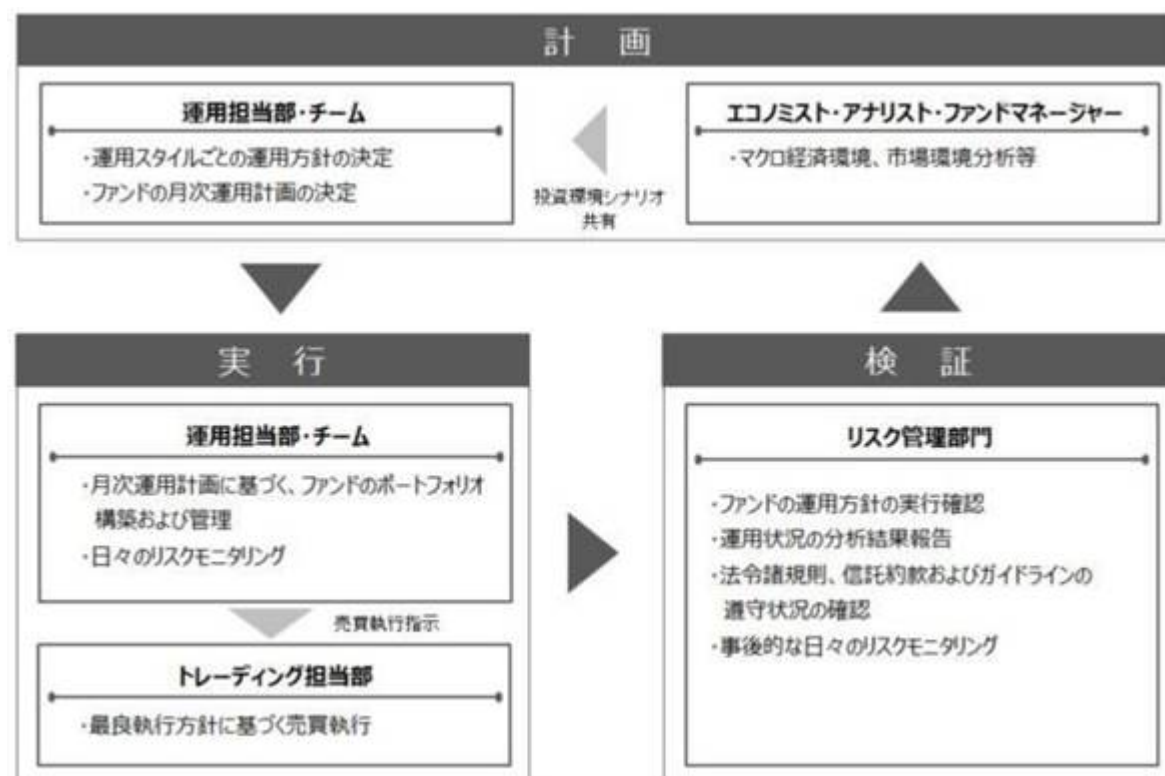 計 画
運用担当部・チーム
・運用スタイルごとの運用方針の決定
・ファンドの月次運用計画の決定
投資環境シナリオ
共有
エコノミスト・アナリスト・ファンドマネージャー
・マクロ経済環境、市場環境分析等
実 行
運用担当部・チーム
・月次運用計画に基づく、ファンドのポートフォリオ
構築および管理
・日々のリスクモニタリング
売買執行指示
トレーディング担当部
・最良執行方針に基づく売買執行
検 証
リスク管理部門
・ファンドの運用方針の実行確認
・運用状況の分析結果報告
・法令諸規則、信託約款およびガイドラインの
遵守状況の確認
・事後的な日々のリスクモニタリング